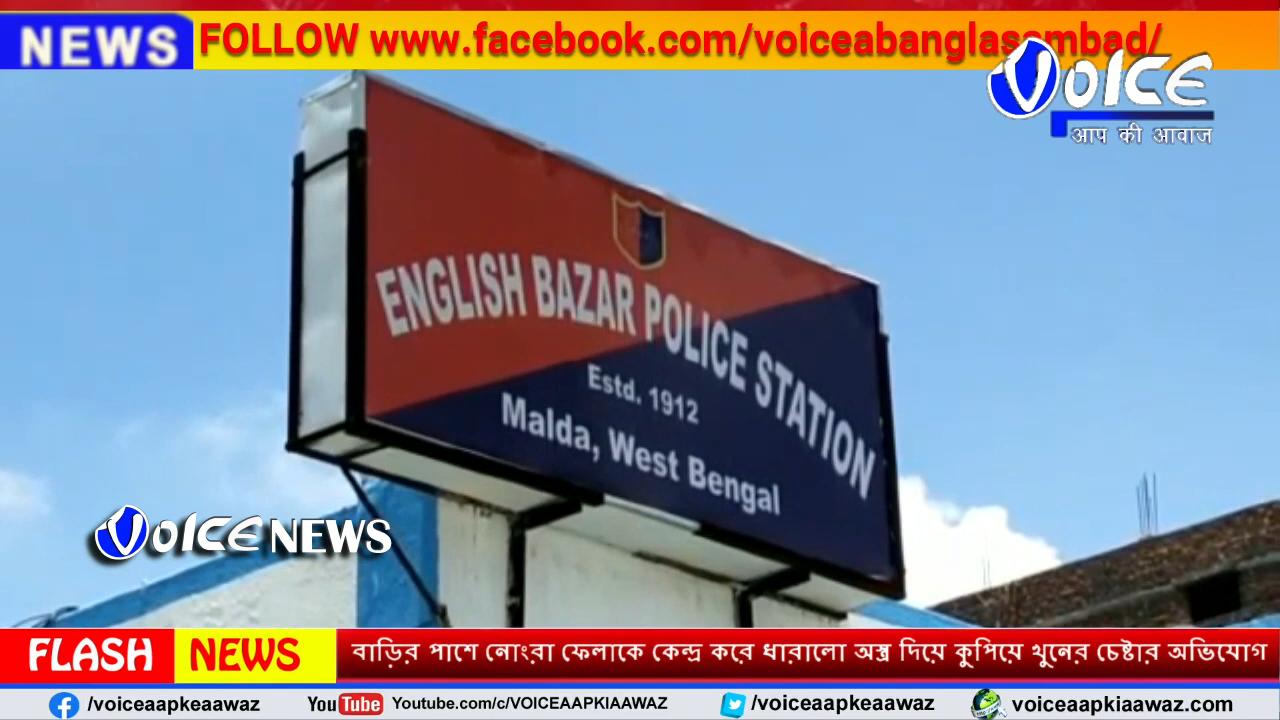 NEWS FOLLOW www.facebook.com/voiceabanglasambad/
VOICE
आप की आवाज
ENGLISH BAZAR POLICE STATION
Estd. 1912
Malda, West Bengal
VOICE NEWS
FLASH NEWS বাড়ির পাশে নোংরা ফেলাকে কেন্দ্র করে ধারালো অস্ত্র দিয়ে কুপিয়ে খুনের চেষ্টার অভিযোগ
/voiceaapkeaawaz YouTube Youtube.com/c/VOICEAAPKIAAWAZ /voiceaapkeaawaz voiceaapkiaawaz.com